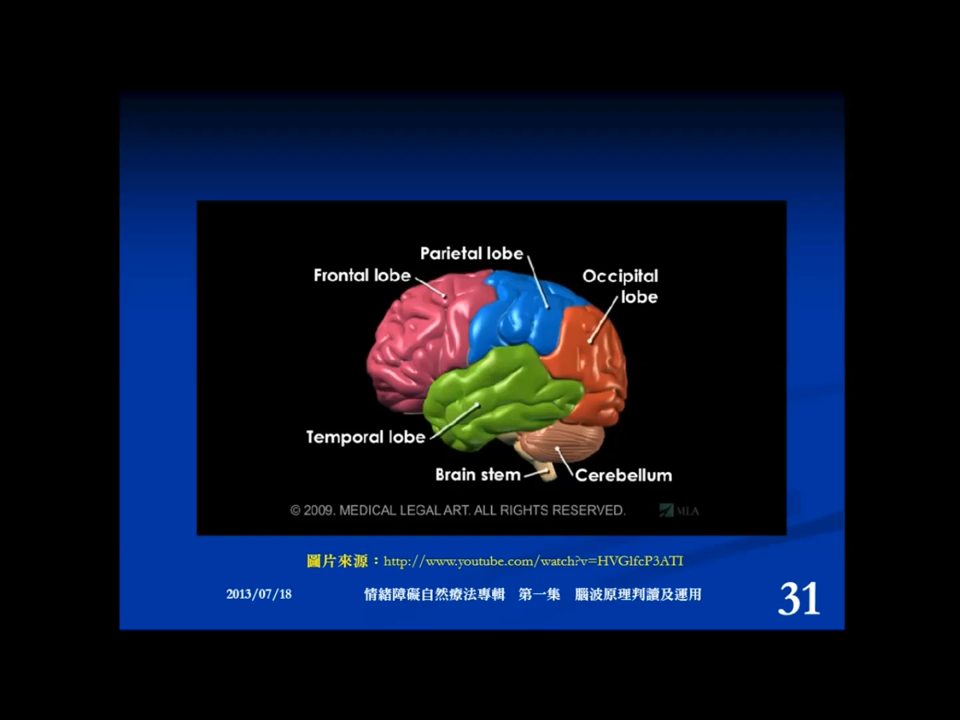 Parietal lobe
Frontal lobe
Occipital
lobe
Temporal lobe
Brain stem
Cerebellum
© 2009. MEDICAL LEGAL ART. ALL RIGHTS RESERVED.
MLA
圖片來源：http://www.youtube.com/watch?v=HVGlfcP3ATI
2013/07/18 情緒障礙自然療法專輯 第一集 腦波原理判讀及運用 31